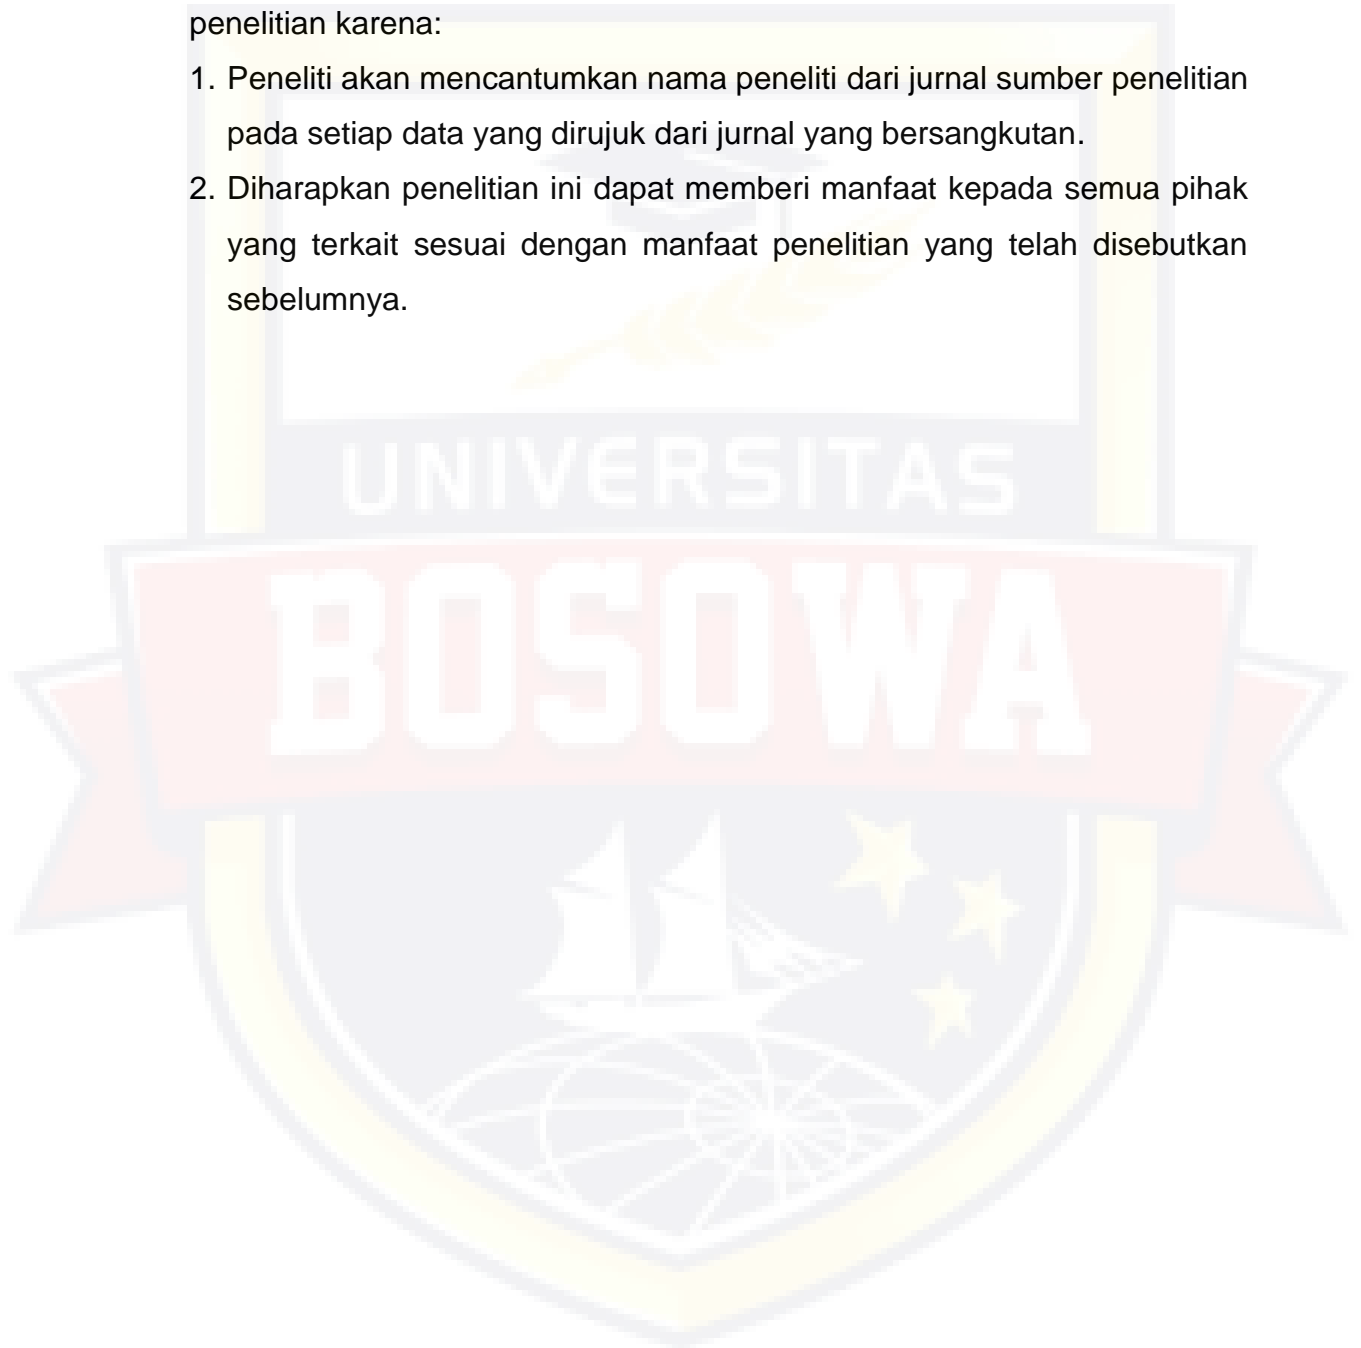 penelitian karena:
1. Peneliti akan mencantumkan nama peneliti dari jurnal sumber penelitian
pada setiap data yang dirujuk dari jurnal yang bersangkutan.
2. Diharapkan penelitian ini dapat memberi manfaat kepada semua pihak
yang terkait sesuai dengan manfaat penelitian yang telah disebutkan
sebelumnya.
UNIVERSITAS
BOSOWA